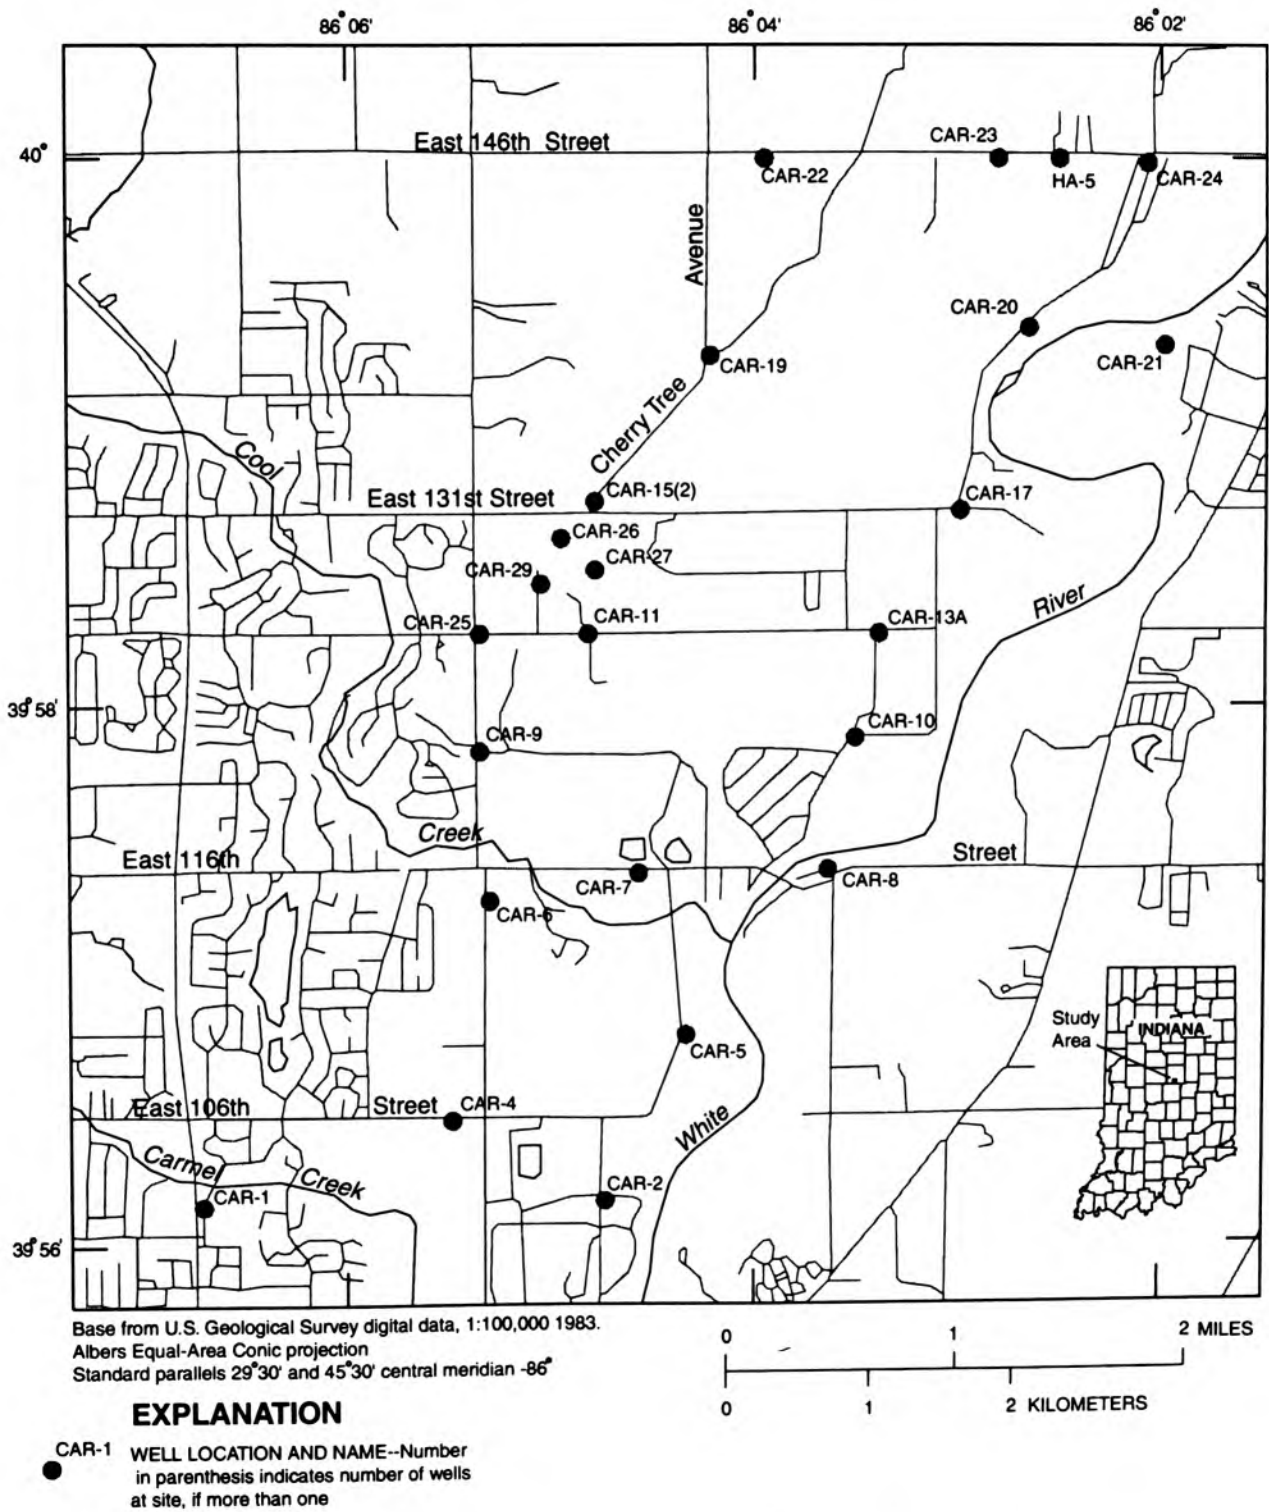 86°06'
86°04'
86°02'
40°
East 146th Street
CAR-23
CAR-22
HA-5
CAR-24
Avenue
CAR-20
CAR-21
CAR-19
Cherry Tree
Cool
CAR-15(2)
East 131st Street
CAR-17
CAR-26
CAR-27
CAR-29
River
CAR-25
CAR-11
CAR-13A
39°58'
CAR-10
CAR-9
Creek
East 116th
Street
CAR-7
CAR-8
CAR-6
Study
Area
INDIANA
CAR-5
East 106th
Street
CAR-4
White
Carmel
Creek
CAR-2
CAR-1
39°56'
Base from U.S. Geological Survey digital data, 1:100,000 1983.
Albers Equal-Area Conic projection
Standard parallels 29°30' and 45°30' central meridian -86°
0 1 2 MILES
0 1 2 KILOMETERS
EXPLANATION
CAR-1 WELL LOCATION AND NAME--Number
in parenthesis indicates number of wells
at site, if more than one